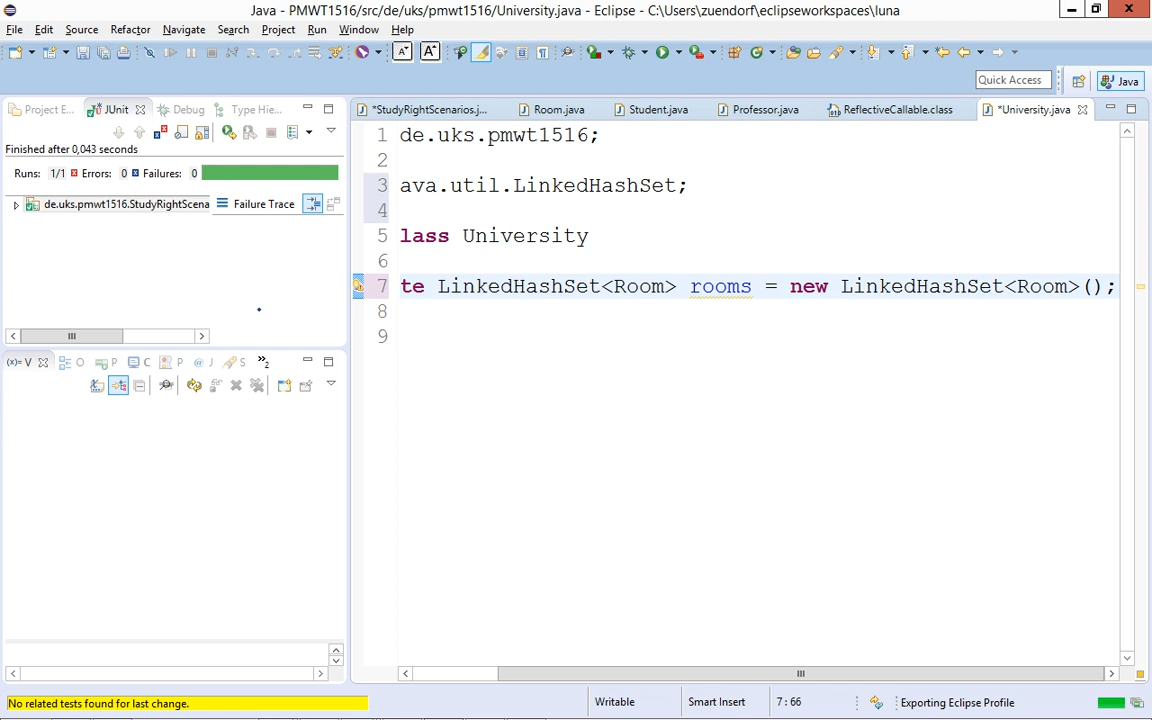 Java - PMWT1516/src/de/uks/pmwt1516/University.java - Eclipse - C:\Users\zuendorf\eclipseworkspaces\luna
File Edit Source Refactor Navigate Search Project Run Window Help
Quick Access Java
Project E... JUnit Debug Type Hie...
*StudyRightScenarios.j... Room.java Student.java Professor.java ReflectiveCallable.class *University.java
Finished after 0,043 seconds
Runs: 1/1 Errors: 0 Failures: 0
de.uks.pmwt1516.StudyRightScena Failure Trace
1 de.uks.pmwt1516;
2
3 ava.util.LinkedHashSet;
4
5 lass University
6
7 te LinkedHashSet<Room> rooms = new LinkedHashSet<Room>();
8
9
(x)= V O P C P @ J S »2
No related tests found for last change. Writable Smart Insert 7 : 66 Exporting Eclipse Profile